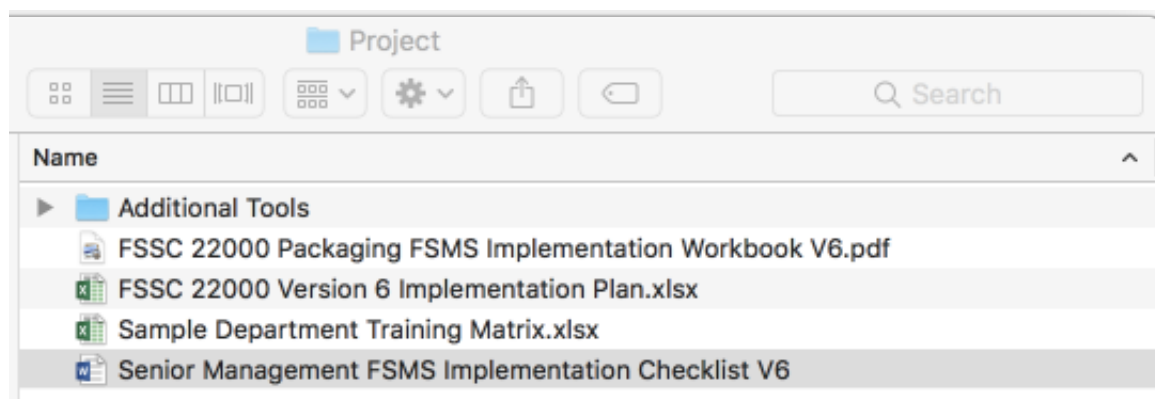 Project
Search
Name
Additional Tools
FSSC 22000 Packaging FSMS Implementation Workbook V6.pdf
FSSC 22000 Version 6 Implementation Plan.xlsx
Sample Department Training Matrix.xlsx
Senior Management FSMS Implementation Checklist V6